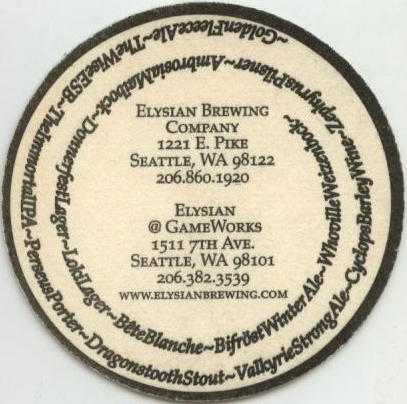 ~GoldenFleeceAle~TheWiseESB~TheImmortalIPA~PerseusPorter~DragonstoothStout~ValkyrieStrongAle~CyclopsBarleyWine~ZephyrusPilsner~AmbrosiaMaibock~DonnerfestLager~LokiLager~BêteBlanche~BifröstWinterAle~WhovilleWeizenbock~
ELYSIAN BREWING
COMPANY
1221 E. PIKE
SEATTLE, WA 98122
206.860.1920
ELYSIAN
@ GAMEWORKS
1511 7TH AVE.
SEATTLE, WA 98101
206.382.3539
WWW.ELYSIANBREWING.COM